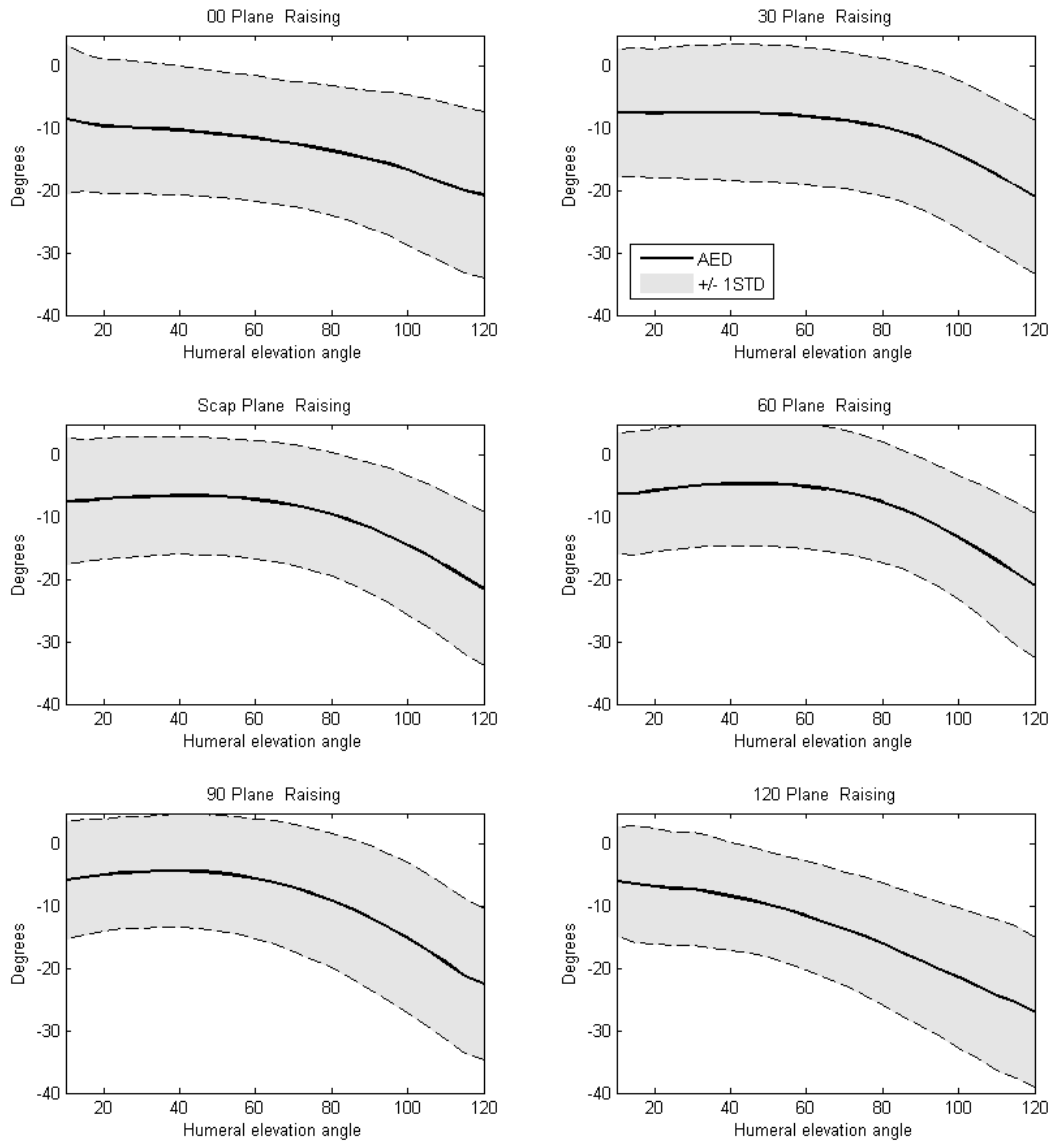 00 Plane Raising
0
-10
-20
-30
-40
Degrees
20 40 60 80 100 120
Humeral elevation angle
30 Plane Raising
0
-10
-20
-30
-40
Degrees
AED
+/- 1STD
20 40 60 80 100 120
Humeral elevation angle
Scap Plane Raising
0
-10
-20
-30
-40
Degrees
20 40 60 80 100 120
Humeral elevation angle
60 Plane Raising
0
-10
-20
-30
-40
Degrees
20 40 60 80 100 120
Humeral elevation angle
90 Plane Raising
0
-10
-20
-30
-40
Degrees
20 40 60 80 100 120
Humeral elevation angle
120 Plane Raising
0
-10
-20
-30
-40
Degrees
20 40 60 80 100 120
Humeral elevation angle